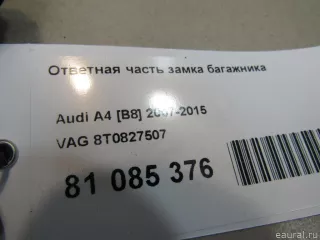 Ответная часть замка багажника
Audi A4 [B8] 2007-2015
VAG 8T0827507
81 085 376
eaural.ru